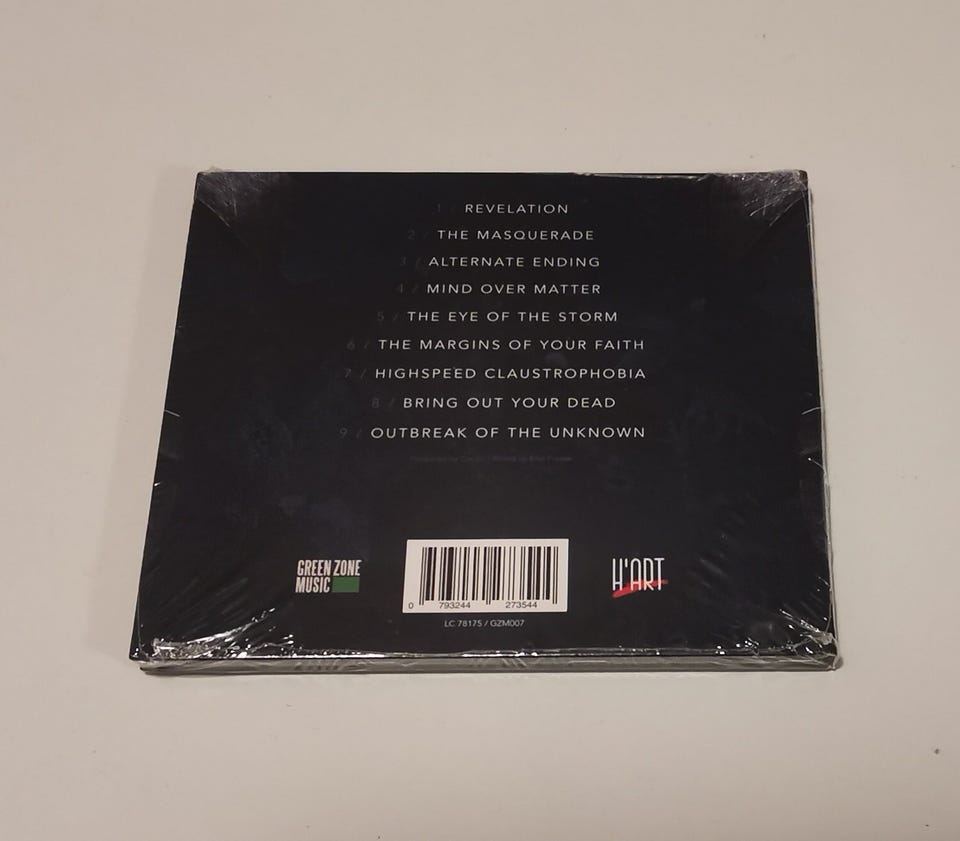 1 / REVELATION
2 / THE MASQUERADE
3 / ALTERNATE ENDING
4 / MIND OVER MATTER
5 / THE EYE OF THE STORM
6 / THE MARGINS OF YOUR FAITH
7 / HIGHSPEED CLAUSTROPHOBIA
8 / BRING OUT YOUR DEAD
9 / OUTBREAK OF THE UNKNOWN
GREEN ZONE
MUSIC
0 793244 273544
H'ART
LC 78175 / GZM007